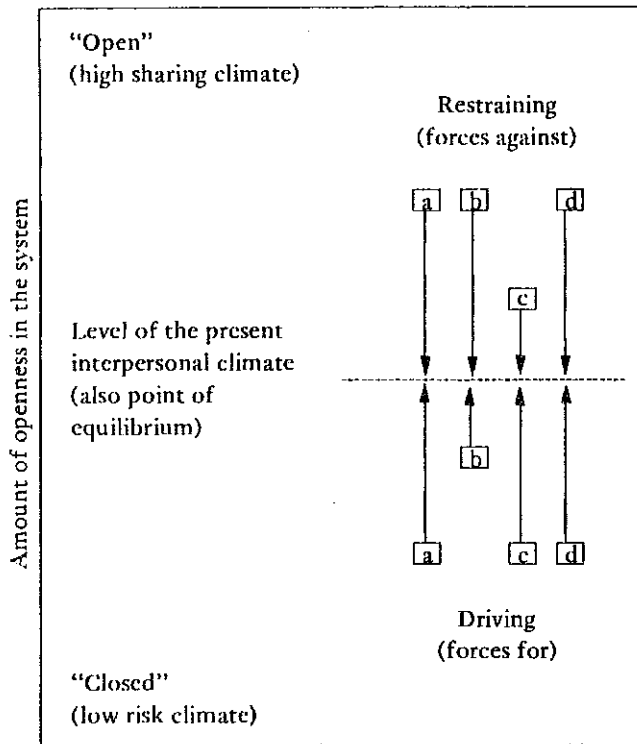 "Open"
(high sharing climate)
Restraining
(forces against)
a b d
c
Amount of openness in the system
Level of the present
interpersonal climate
(also point of
equilibrium)
b
a c d
Driving
(forces for)
"Closed"
(low risk climate)